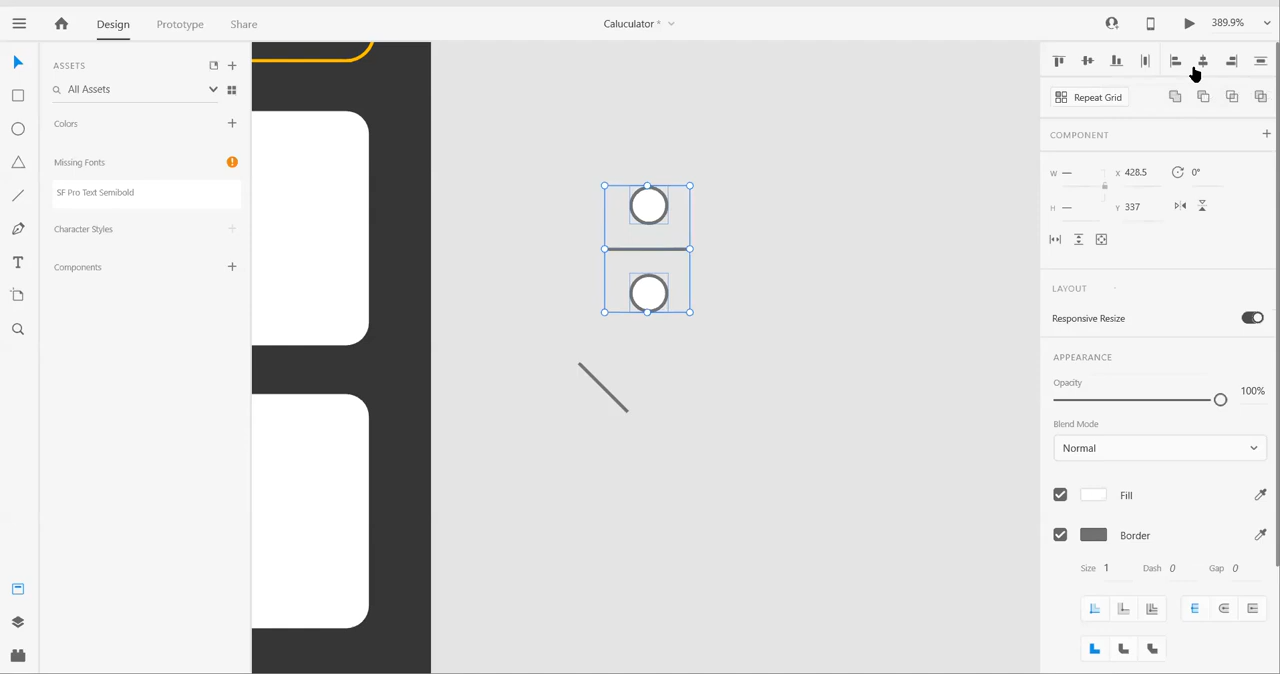 Design
Prototype
Share
Caluculator *
389.9%
ASSETS
All Assets
Colors
Missing Fonts
SF Pro Text Semibold
Character Styles
Components
Repeat Grid
COMPONENT
W —
X 428.5
0°
H —
Y 337
LAYOUT
Responsive Resize
APPEARANCE
Opacity
100%
Blend Mode
Normal
Fill
Border
Size 1
Dash 0
Gap 0